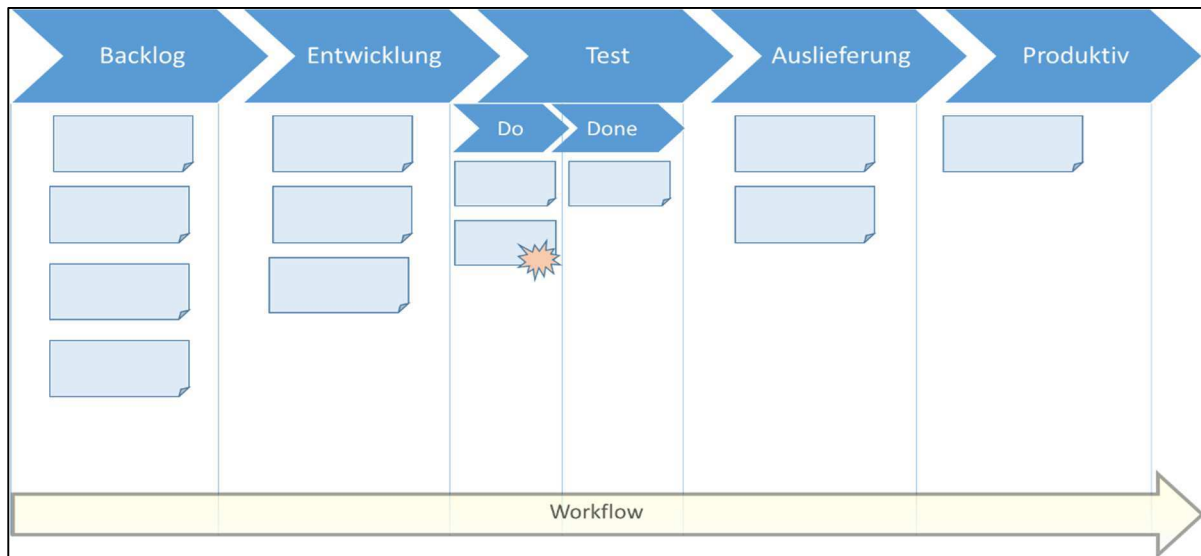 Backlog
Entwicklung
Test
Auslieferung
Produktiv
Do
Done
Workflow